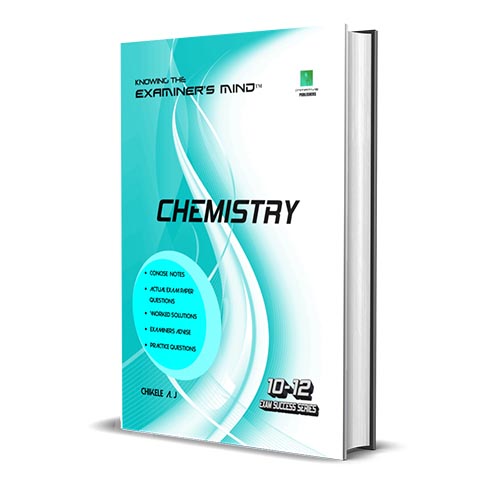 KNOWING THE
EXAMINER'S MIND™
PUBLISHERS
CHEMISTRY
• CONCISE NOTES
• ACTUAL EXAM PAPER
QUESTIONS
• WORKED SOLUTIONS
• EXAMINERS ADVISE
• PRACTICE QUESTIONS
CHIKELE A J
10-12
EXAM SUCCESS SERIES